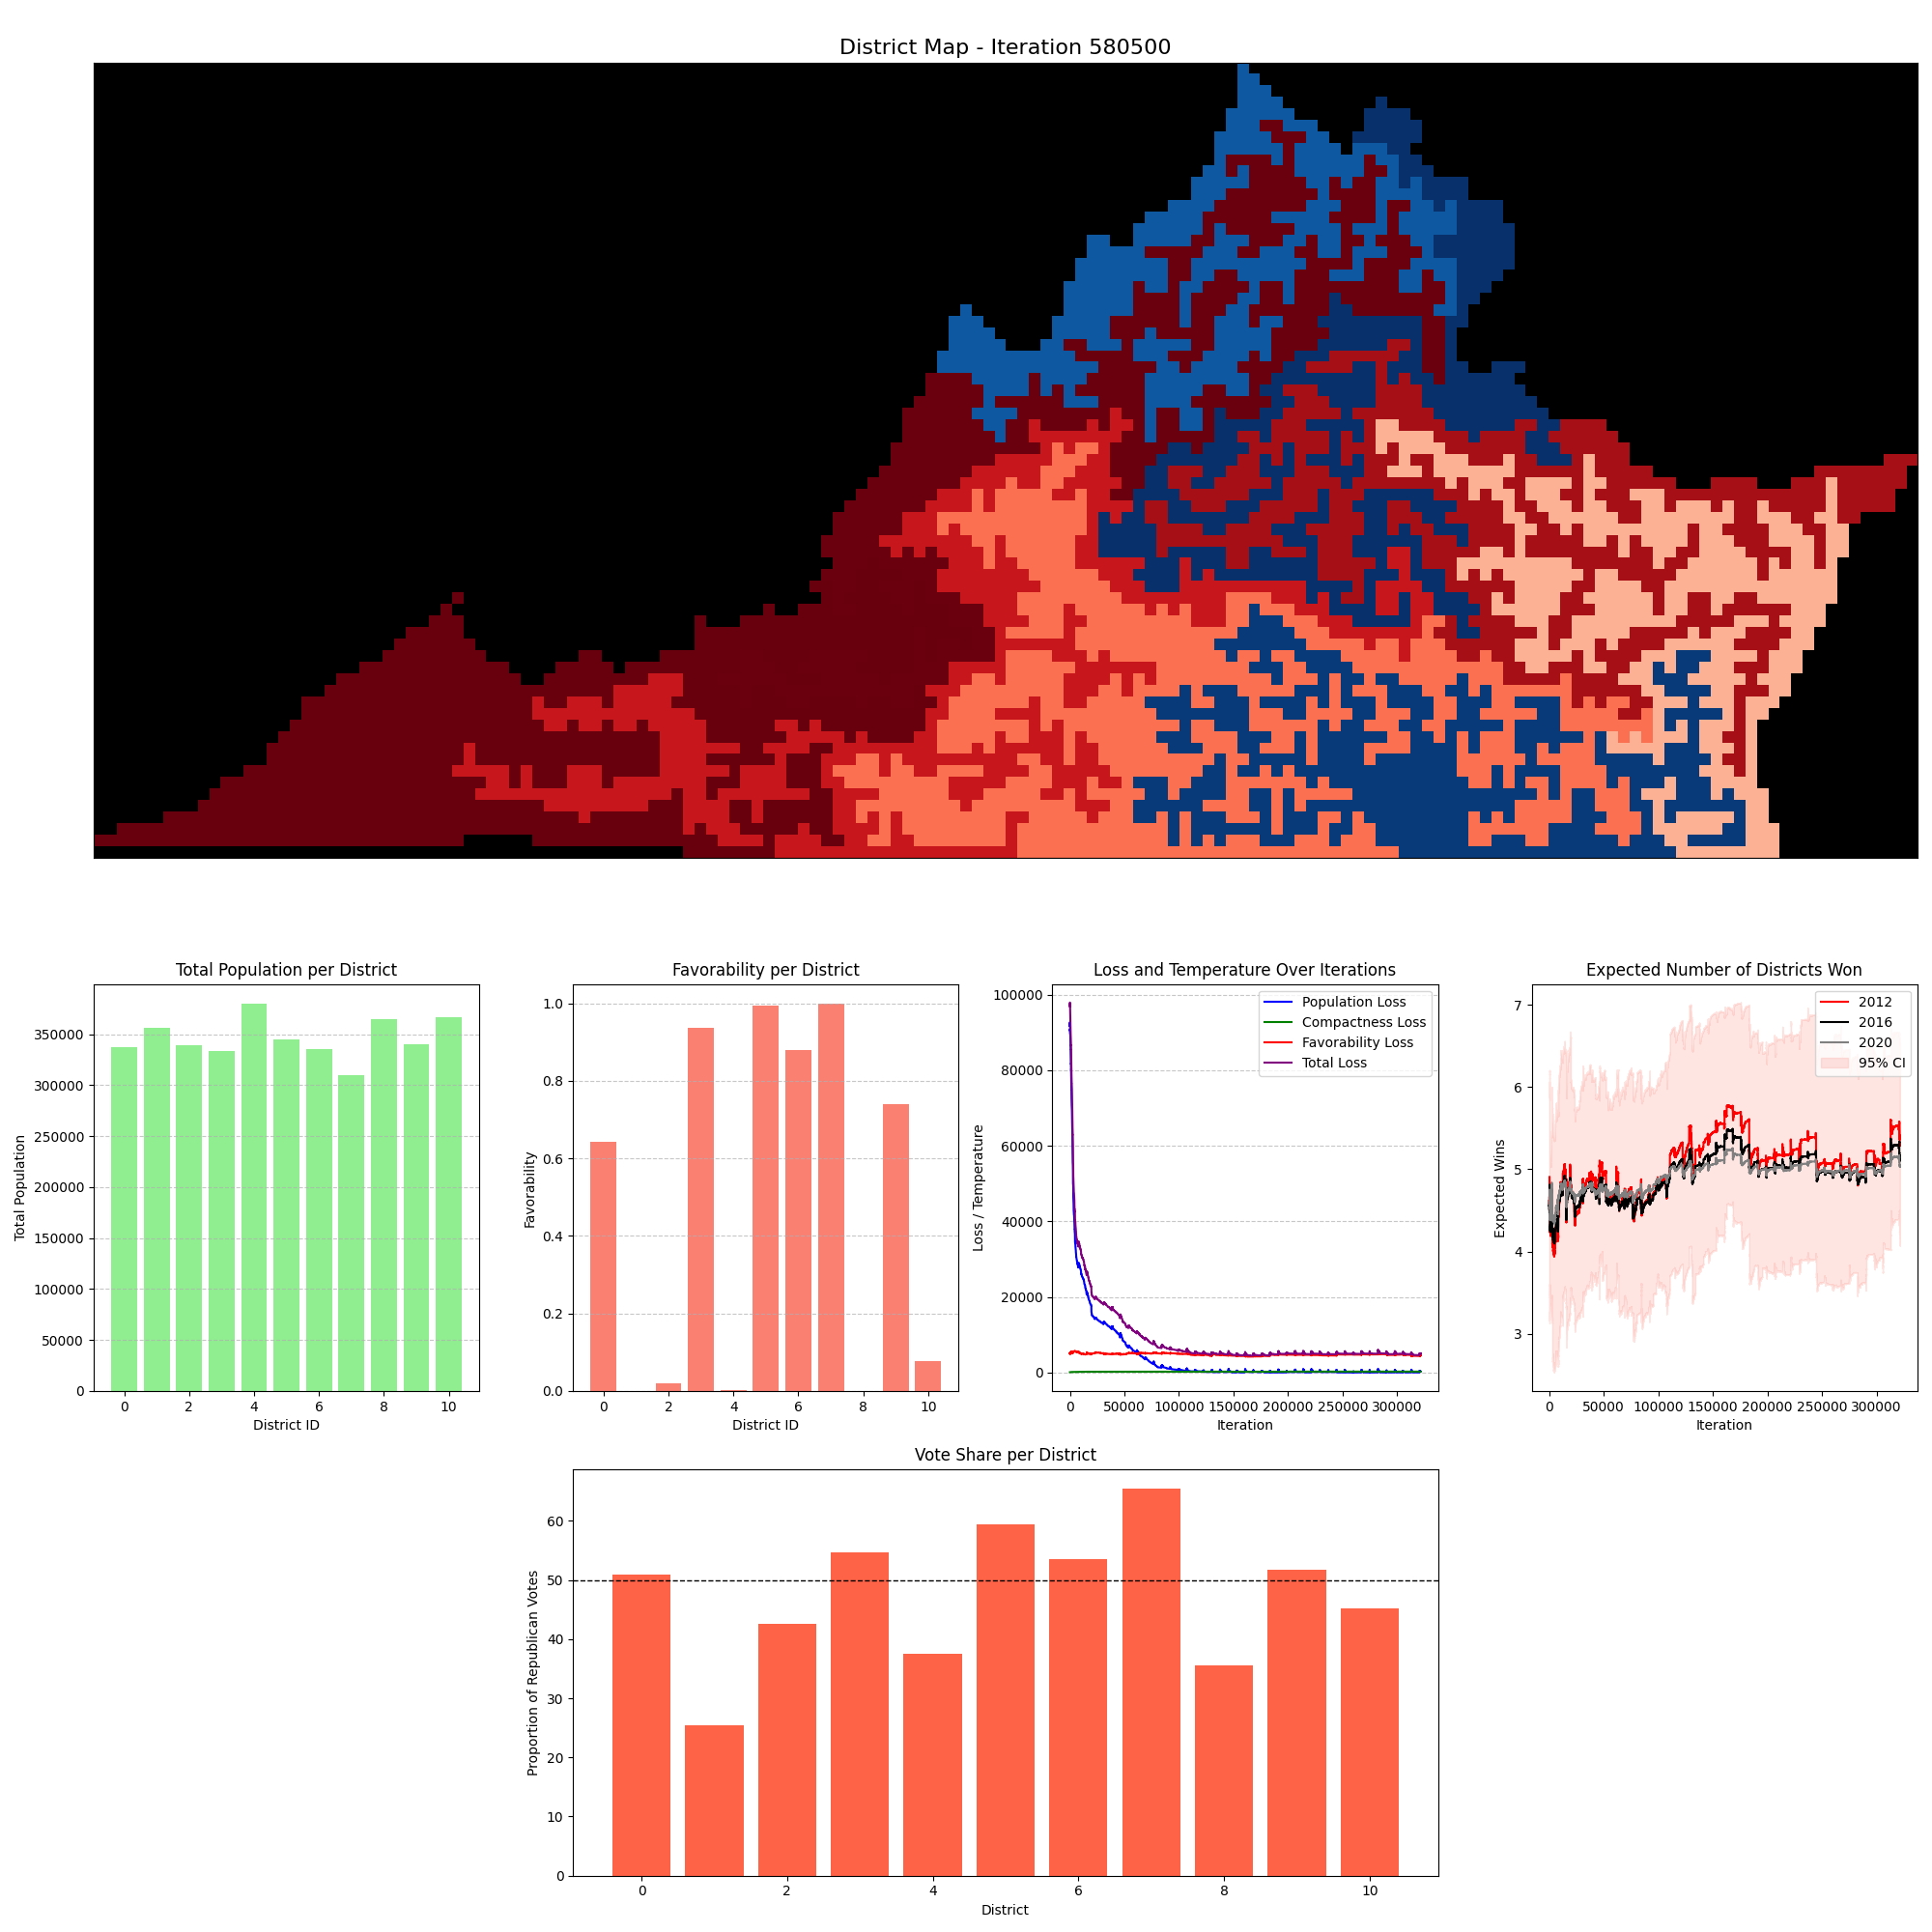 District Map - Iteration 580500
Total Population per District
Total Population
350000
300000
250000
200000
150000
100000
50000
0
0 2 4 6 8 10
District ID
Favorability per District
Favorability
1.0
0.8
0.6
0.4
0.2
0.0
0 2 4 6 8 10
District ID
Loss and Temperature Over Iterations
Loss / Temperature
100000
80000
60000
40000
20000
0
Population Loss
Compactness Loss
Favorability Loss
Total Loss
0 50000 100000 150000 200000 250000 300000
Iteration
Expected Number of Districts Won
Expected Wins
7
6
5
4
3
2012
2016
2020
95% CI
0 50000 100000 150000 200000 250000 300000
Iteration
Vote Share per District
Proportion of Republican Votes
60
50
40
30
20
10
0
0 2 4 6 8 10
District